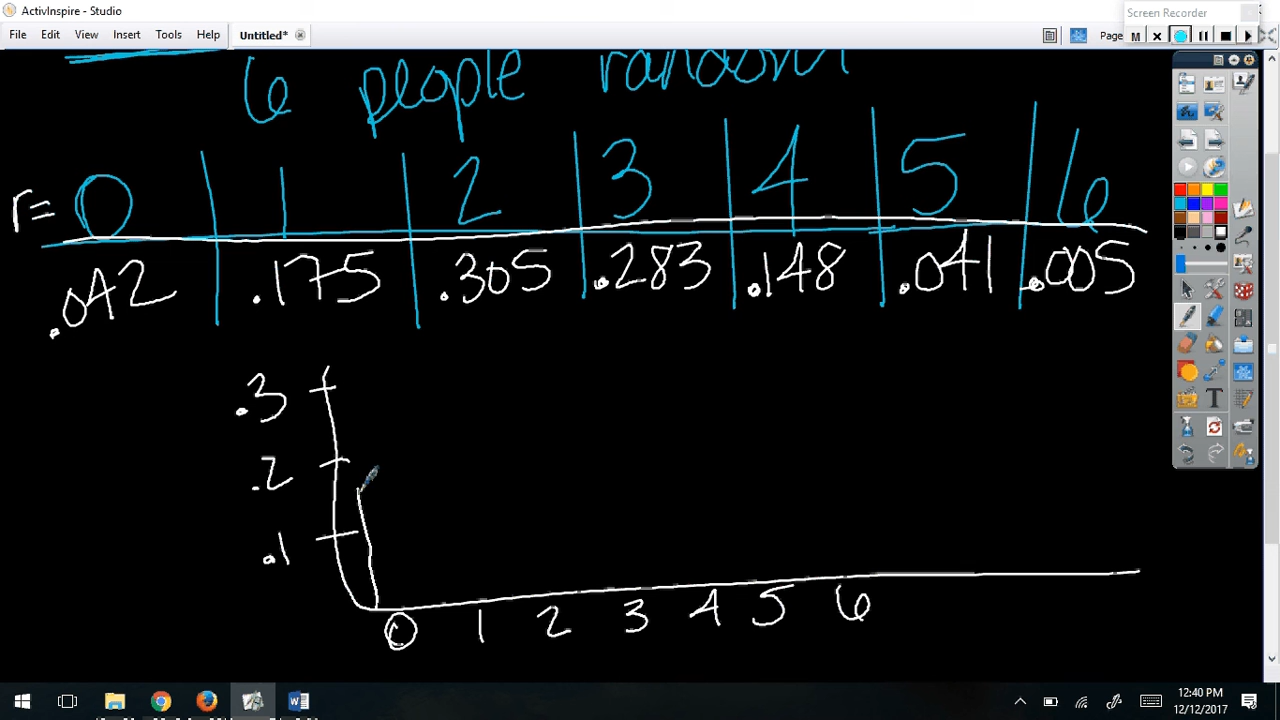 ActivInspire - Studio
Screen Recorder
File Edit View Insert Tools Help Untitled* Page
M
6 people random
r= 0 1 2 3 4 5 6
.042 .175 .305 .283 .148 .041 .005
.3
.2
.1
0 1 2 3 4 5 6
T
12:40 PM
12/12/2017